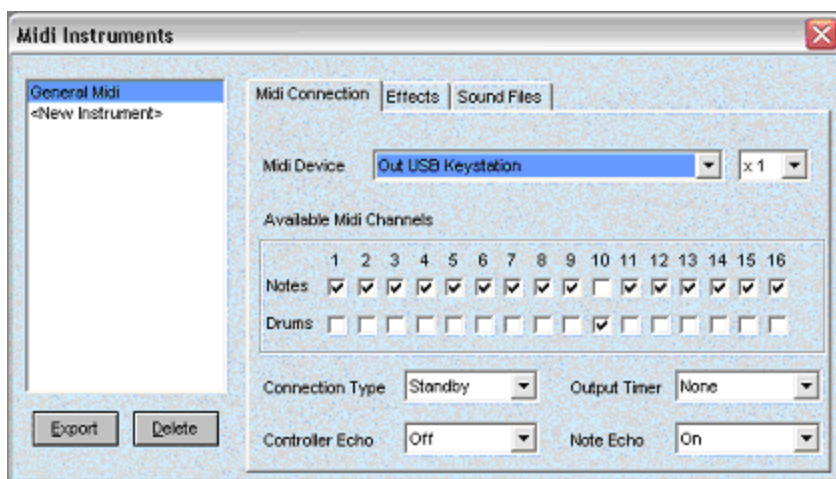 Midi Instruments
General Midi
<New Instrument>
Midi Connection Effects Sound Files
Midi Device Out USB Keystation x 1
Available Midi Channels
1 2 3 4 5 6 7 8 9 10 11 12 13 14 15 16
Notes
Drums
Connection Type Standby Output Timer None
Export Delete
Controller Echo Off Note Echo On